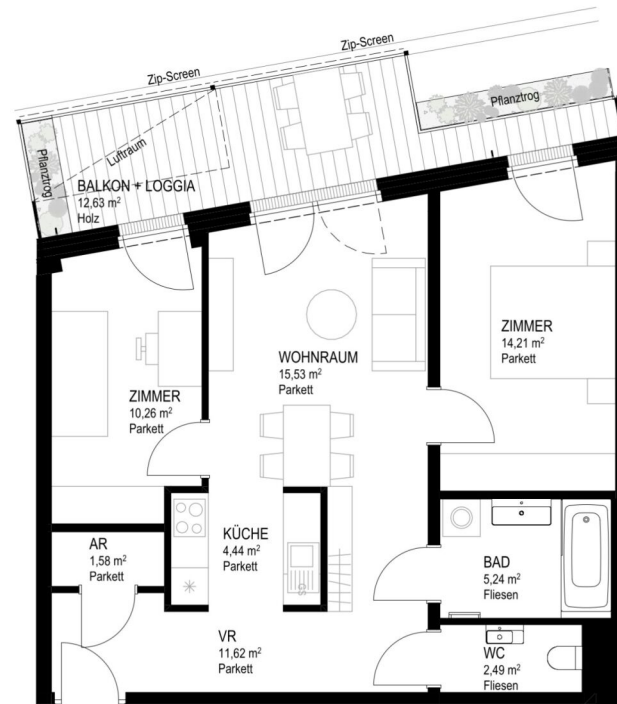 Zip-Screen
Zip-Screen
Pflanztrog
Pflanztrog
Luftraum
BALKON + LOGGIA
12,63 m²
Holz
ZIMMER
14,21 m²
Parkett
WOHNRAUM
15,53 m²
Parkett
ZIMMER
10,26 m²
Parkett
KÜCHE
4,44 m²
Parkett
GS
AR
1,58 m²
Parkett
BAD
5,24 m²
Fliesen
VR
11,62 m²
Parkett
WC
2,49 m²
Fliesen